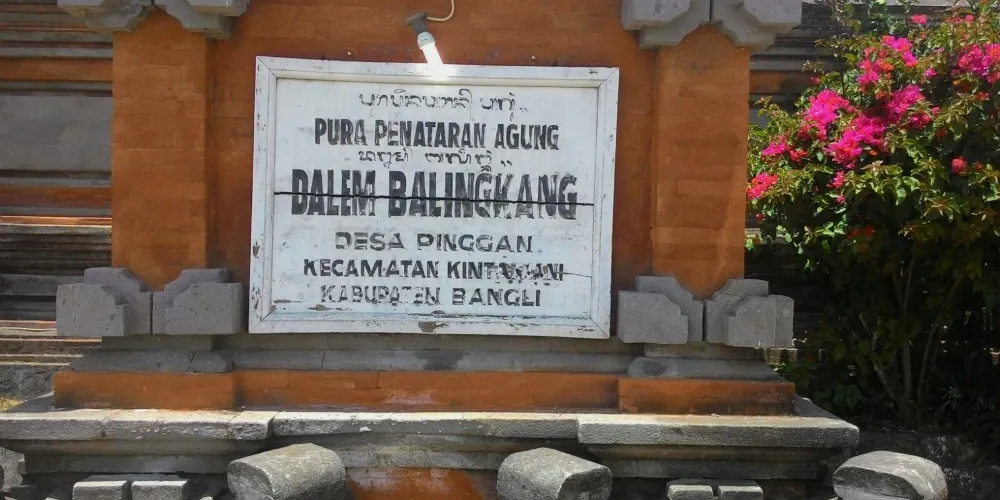 PURA PENATARAN AGUNG
DALEM BALINGKANG
DESA PINGGAN
KECAMATAN KINTAMANI
KABUPATEN BANGLI